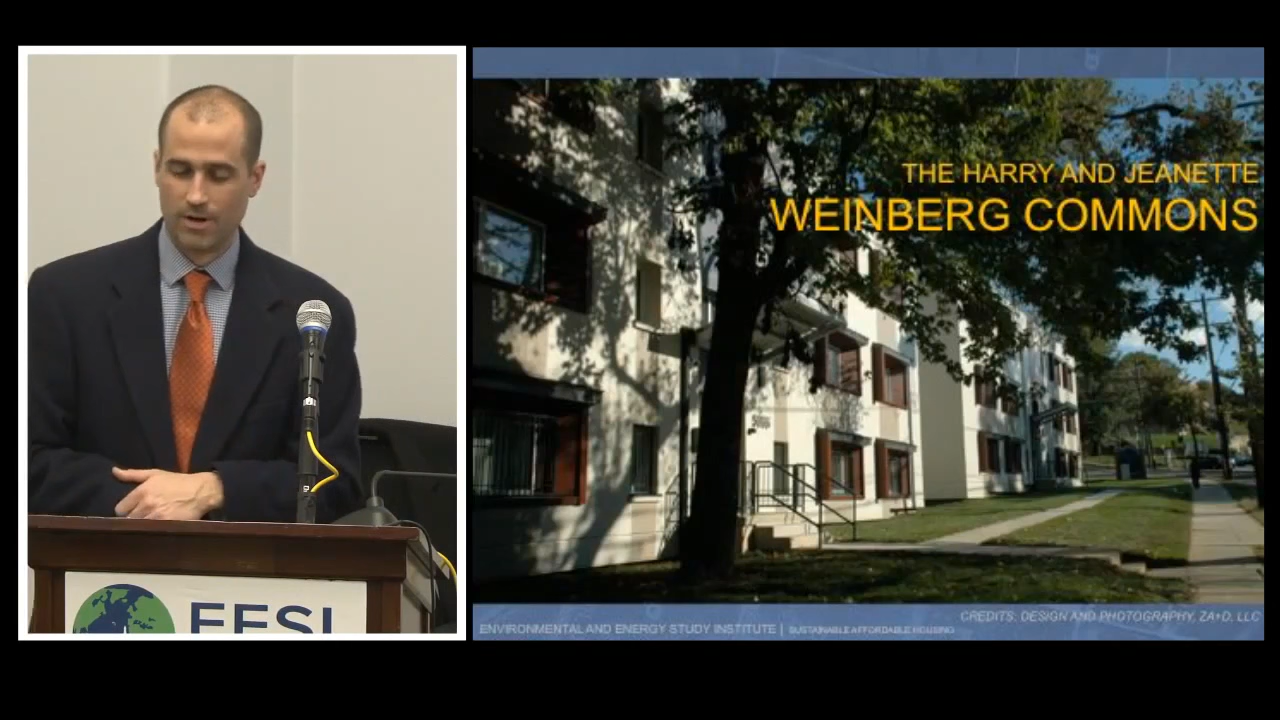 EESI
THE HARRY AND JEANETTE
WEINBERG COMMONS
CREDITS: DESIGN AND PHOTOGRAPHY, ZA+D, LLC
ENVIRONMENTAL AND ENERGY STUDY INSTITUTE | SUSTAINABLE AFFORDABLE HOUSING